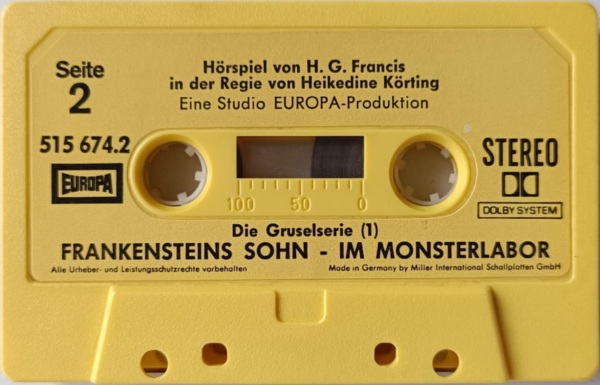 Seite
2
Hörspiel von H. G. Francis
in der Regie von Heikedine Körting
Eine Studio EUROPA-Produktion
515 674.2
EUROPA
STEREO
DOLBY SYSTEM
100 50 0
Die Gruselserie (1)
FRANKENSTEINS SOHN - IM MONSTERLABOR
Alle Urheber- und Leistungsschutzrechte vorbehalten
Made in Germany by Miller International Schallplatten GmbH